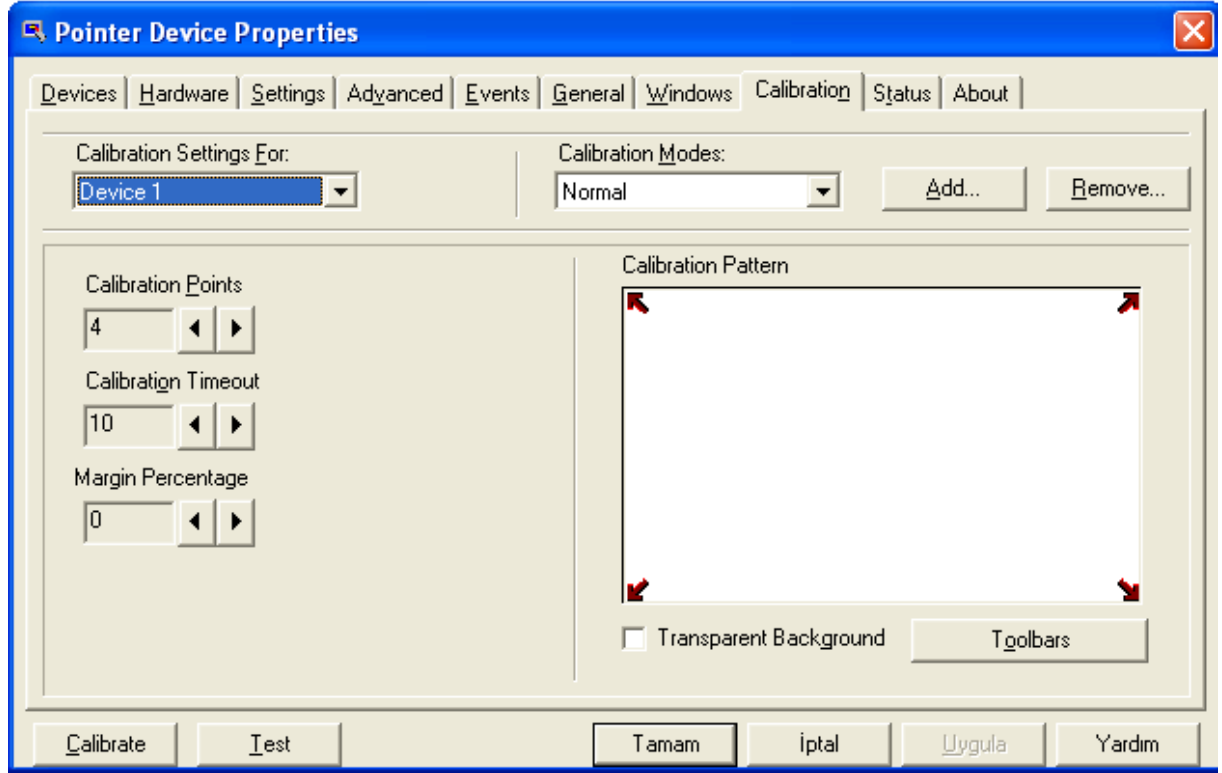 Pointer Device Properties
Devices Hardware Settings Advanced Events General Windows Calibration Status About
Calibration Settings For: Calibration Modes:
Device 1 Normal Add... Remove...
Calibration Points Calibration Pattern
4
Calibration Timeout
10
Margin Percentage
0
Transparent Background Toolbars
Calibrate Test Tamam İptal Uygula Yardım